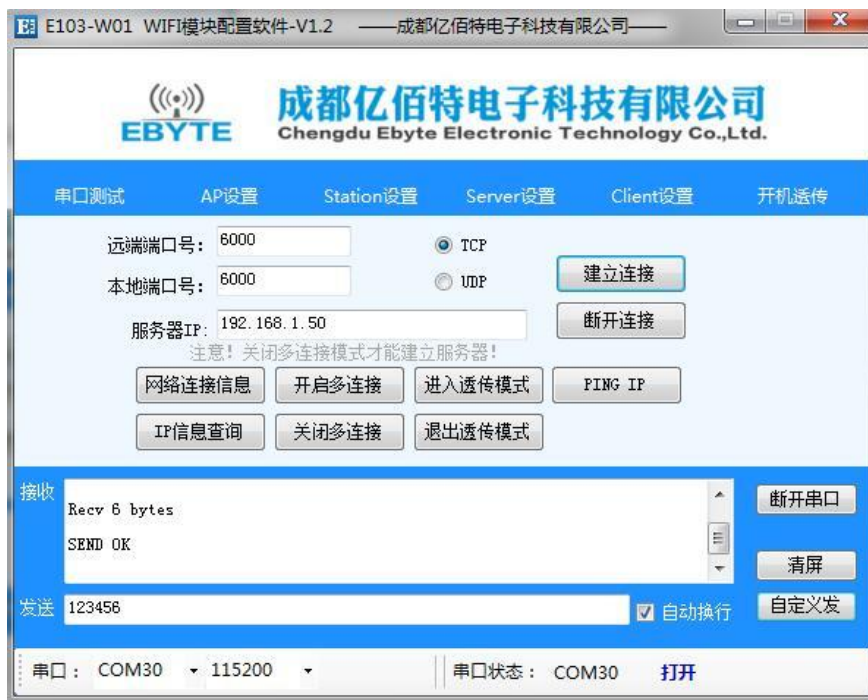 E103-W01 WIFI模块配置软件-V1.2 ——成都亿佰特电子科技有限公司——
EBYTE
成都亿佰特电子科技有限公司
Chengdu Ebyte Electronic Technology Co.,Ltd.
串口测试 AP设置 Station设置 Server设置 Client设置 开机透传
远端端口号: 6000 TCP
建立连接
本地端口号: 6000 UDP
断开连接
服务器IP: 192.168.1.50
注意!关闭多连接模式才能建立服务器!
网络连接信息 开启多连接 进入透传模式 PING IP
IP信息查询 关闭多连接 退出透传模式
接收
Recv 6 bytes
SEND OK
断开串口
清屏
发送 123456 自动换行 自定义发
串口: COM30 115200 串口状态: COM30 打开